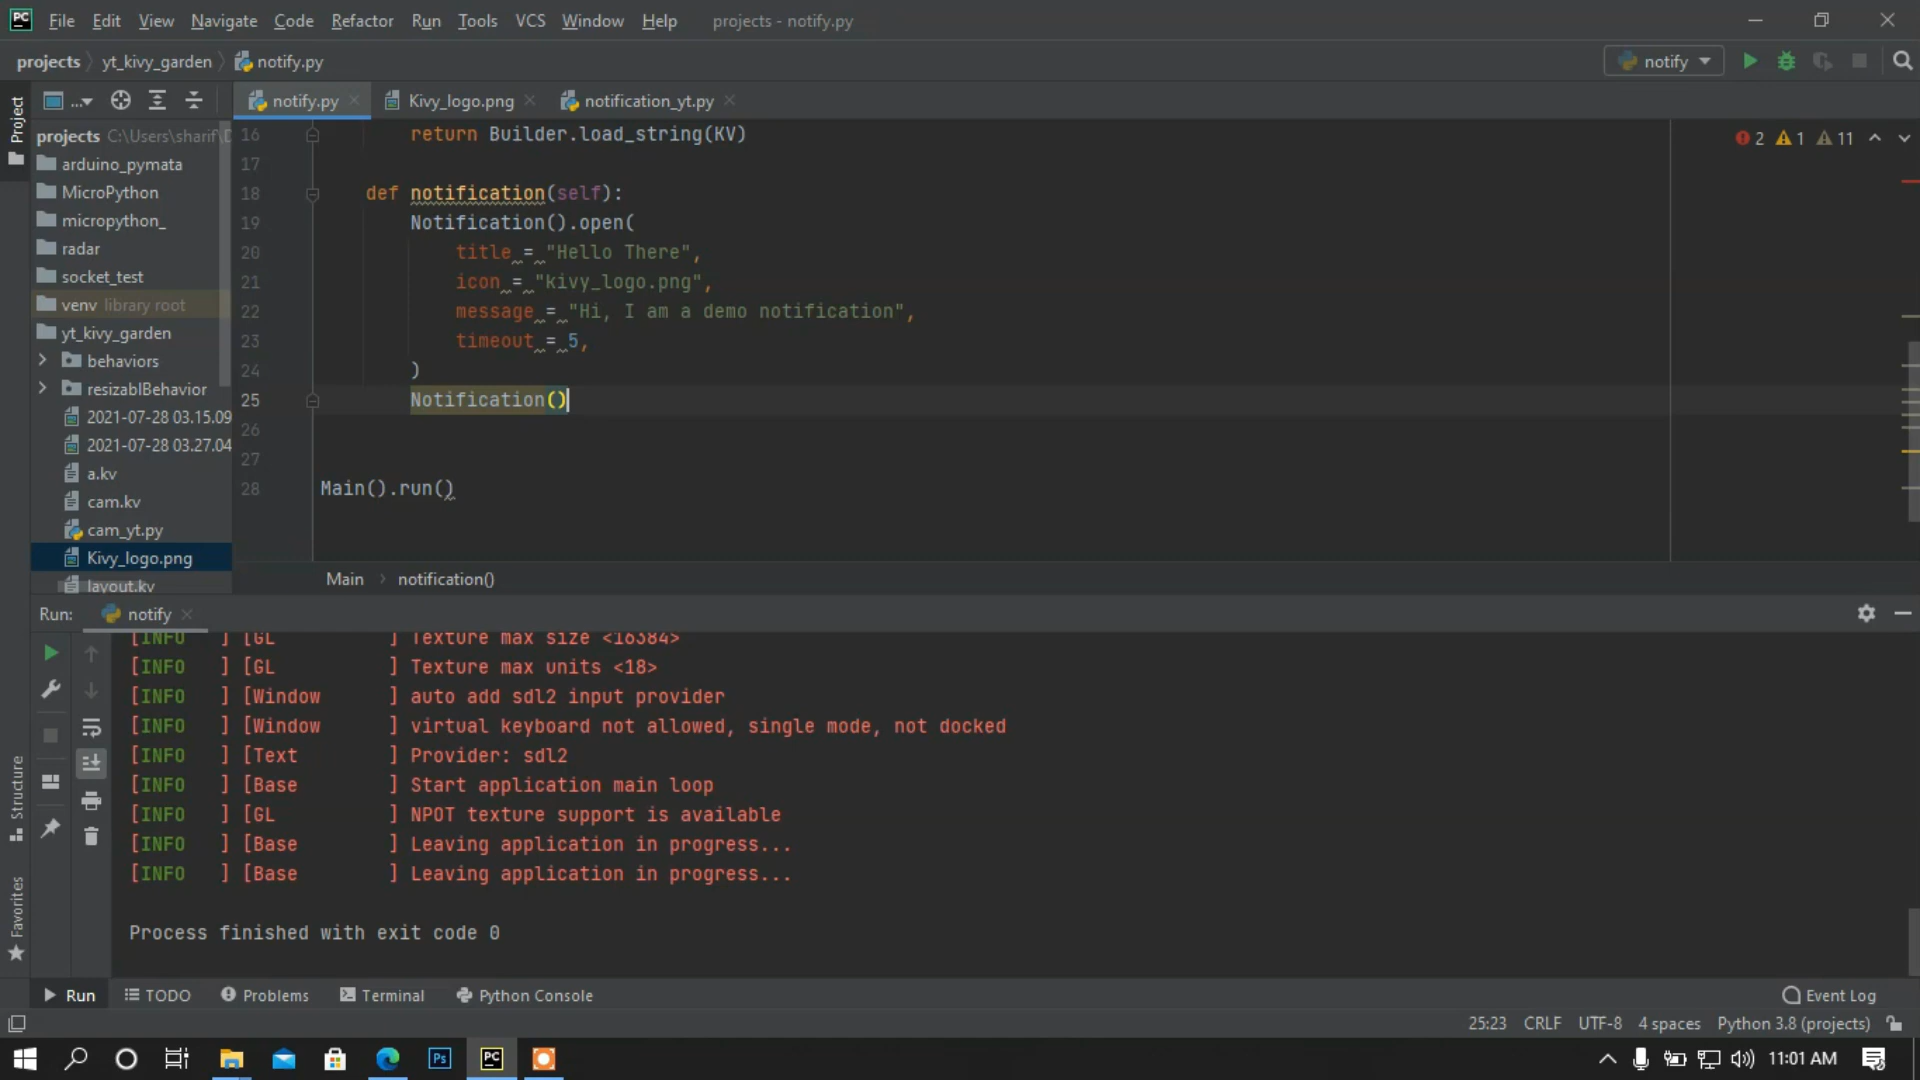 PC File Edit View Navigate Code Refactor Run Tools VCS Window Help projects - notify.py
projects yt_kivy_garden notify.py notify
...
notify.py Kivy_logo.png notification_yt.py
Project
projects C:\Users\sharif\D
arduino_pymata
MicroPython
micropython_
radar
socket_test
venv library root
yt_kivy_garden
behaviors
resizablBehavior
2021-07-28 03.15.09
2021-07-28 03.27.04
a.kv
cam.kv
cam_yt.py
Kivy_logo.png
layout.kv
16 return Builder.load_string(KV)
17
18 def notification(self):
19 Notification().open(
20 title = "Hello There",
21 icon = "kivy_logo.png",
22 message = "Hi, I am a demo notification",
23 timeout = 5,
24 )
25 Notification()
26
27
28 Main().run()
2 1 11
Main notification()
Run: notify
[INFO ] [GL ] Texture max size <16384>
[INFO ] [GL ] Texture max units <18>
[INFO ] [Window ] auto add sdl2 input provider
[INFO ] [Window ] virtual keyboard not allowed, single mode, not docked
[INFO ] [Text ] Provider: sdl2
[INFO ] [Base ] Start application main loop
[INFO ] [GL ] NPOT texture support is available
[INFO ] [Base ] Leaving application in progress...
[INFO ] [Base ] Leaving application in progress...
Process finished with exit code 0
Structure
Favorites
Run TODO Problems Terminal Python Console Event Log
25:23 CRLF UTF-8 4 spaces Python 3.8 (projects)
Ps PC 11:01 AM